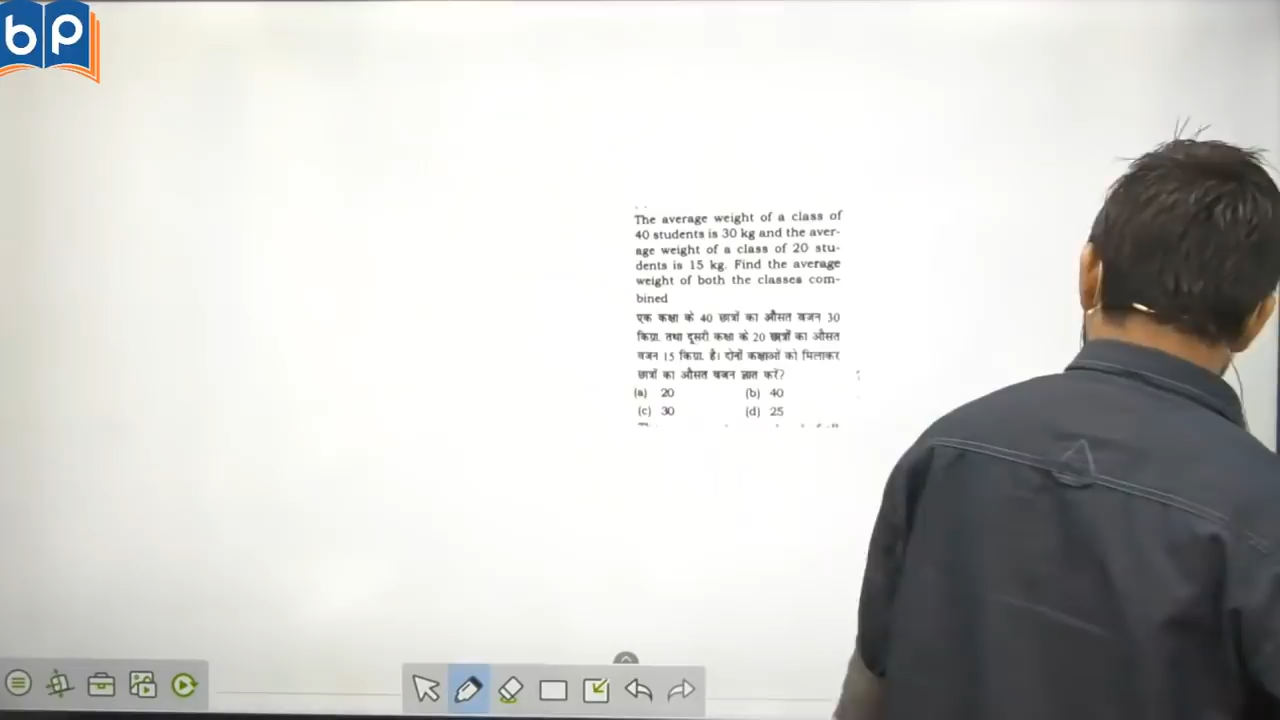 bp
The average weight of a class of
40 students is 30 kg and the aver-
age weight of a class of 20 stu-
dents is 15 kg. Find the average
weight of both the classes com-
bined
एक कक्षा के 40 छात्रों का औसत वजन 30
किग्रा. तथा दूसरी कक्षा के 20 छात्रों का औसत
वजन 15 किग्रा. है। दोनों कक्षाओं को मिलाकर
छात्रों का औसत वजन ज्ञात करें?
(a) 20 (b) 40
(c) 30 (d) 25